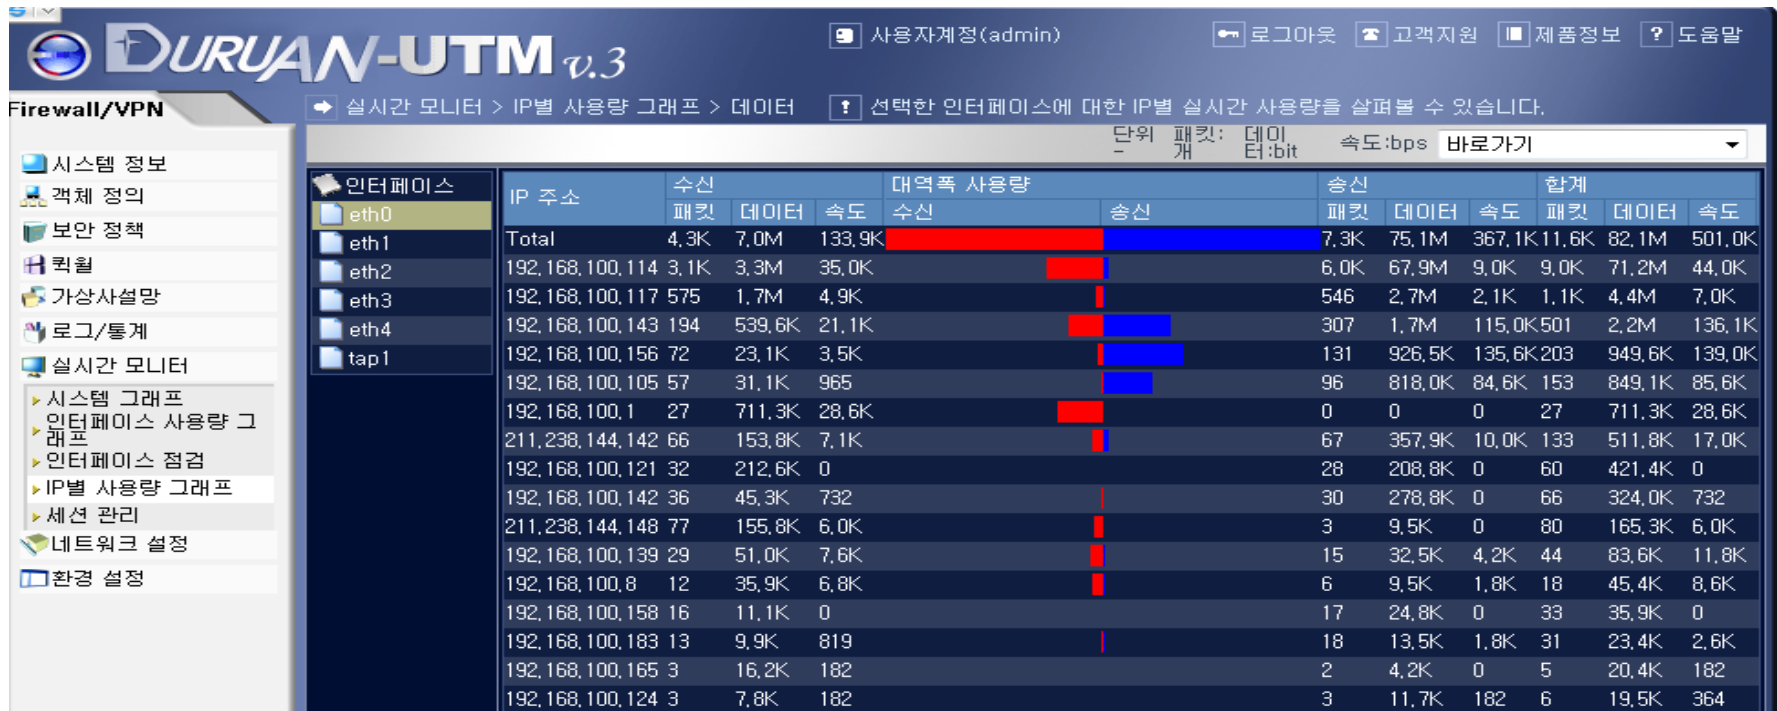 DURUAN-UTM v.3
사용자계정(admin) 로그아웃 고객지원 제품정보 ? 도움말
Firewall/VPN
실시간 모니터 > IP별 사용량 그래프 > 데이터 ! 선택한 인터페이스에 대한 IP별 실시간 사용량을 살펴볼 수 있습니다.
단위 - 패킷: 개 데이터:bit 속도:bps 바로가기
시스템 정보
객체 정의
보안 정책
퀵월
가상사설망
로그/통계
실시간 모니터
시스템 그래프
인터페이스 사용량 그
래프
인터페이스 점검
IP별 사용량 그래프
세션 관리
네트워크 설정
환경 설정
인터페이스
eth0
eth1
eth2
eth3
eth4
tap1
IP 주소 수신 대역폭 사용량 송신 합계
패킷 데이터 속도 수신 송신 패킷 데이터 속도 패킷 데이터 속도
Total 4.3K 7.0M 133.9K 7.3K 75.1M 367.1K 11.6K 82.1M 501.0K
192.168.100.114 3.1K 3.3M 35.0K 6.0K 67.9M 9.0K 9.0K 71.2M 44.0K
192.168.100.117 575 1.7M 4.9K 546 2.7M 2.1K 1.1K 4.4M 7.0K
192.168.100.143 194 539.6K 21.1K 307 1.7M 115.0K 501 2.2M 136.1K
192.168.100.156 72 23.1K 3.5K 131 926.5K 135.6K 203 949.6K 139.0K
192.168.100.105 57 31.1K 965 96 818.0K 84.6K 153 849.1K 85.6K
192.168.100.1 27 711.3K 28.6K 0 0 0 27 711.3K 28.6K
211.238.144.142 66 153.8K 7.1K 67 357.9K 10.0K 133 511.8K 17.0K
192.168.100.121 32 212.6K 0 28 208.8K 0 60 421.4K 0
192.168.100.142 36 45.3K 732 30 278.8K 0 66 324.0K 732
211.238.144.148 77 155.8K 6.0K 3 9.5K 0 80 165.3K 6.0K
192.168.100.139 29 51.0K 7.6K 15 32.5K 4.2K 44 83.6K 11.8K
192.168.100.8 12 35.9K 6.8K 6 9.5K 1.8K 18 45.4K 8.6K
192.168.100.158 16 11.1K 0 17 24.8K 0 33 35.9K 0
192.168.100.183 13 9.9K 819 18 13.5K 1.8K 31 23.4K 2.6K
192.168.100.165 3 16.2K 182 2 4.2K 0 5 20.4K 182
192.168.100.124 3 7.8K 182 3 11.7K 182 6 19.5K 364